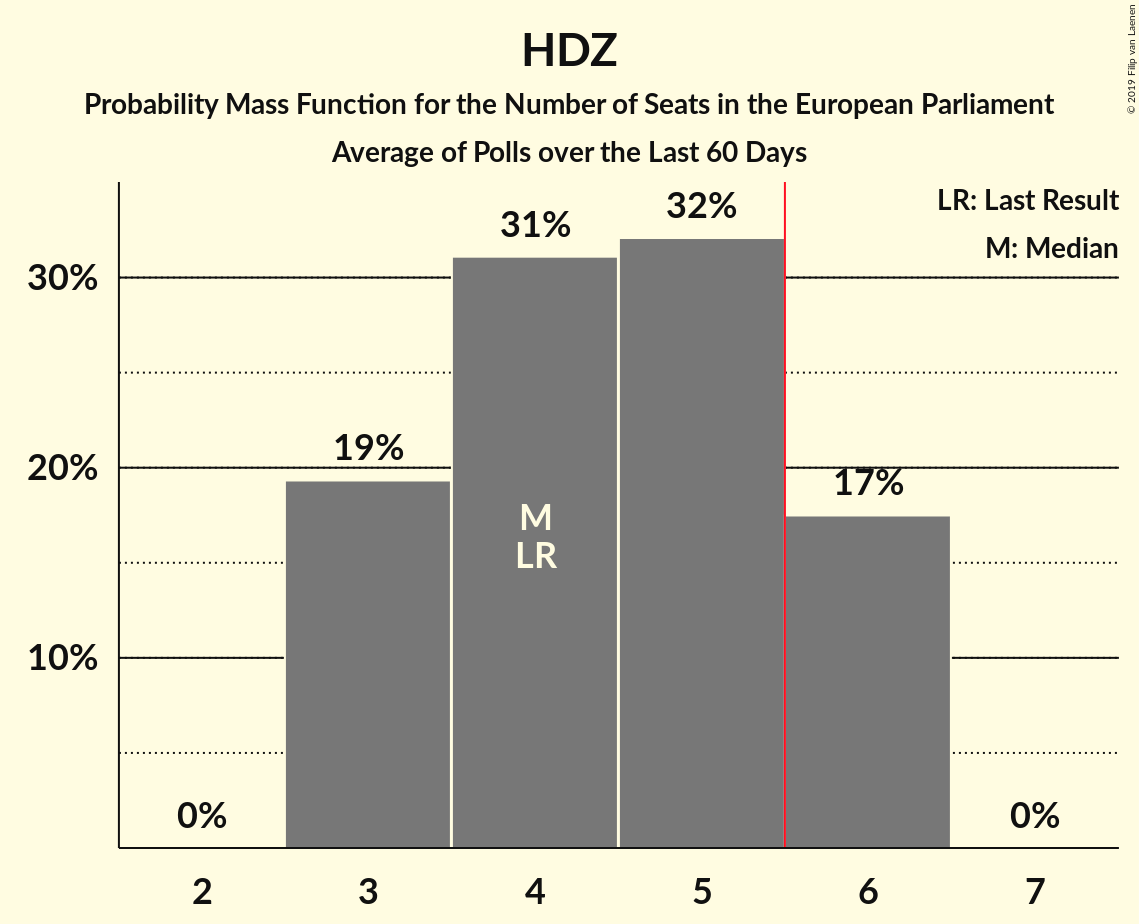 HDZ
Probability Mass Function for the Number of Seats in the European Parliament
Average of Polls over the Last 60 Days
© 2019 Filip van Laenen
LR: Last Result
M: Median
30%
20%
10%
0%
19%
31%
32%
17%
0%
M
LR
2
3
4
5
6
7